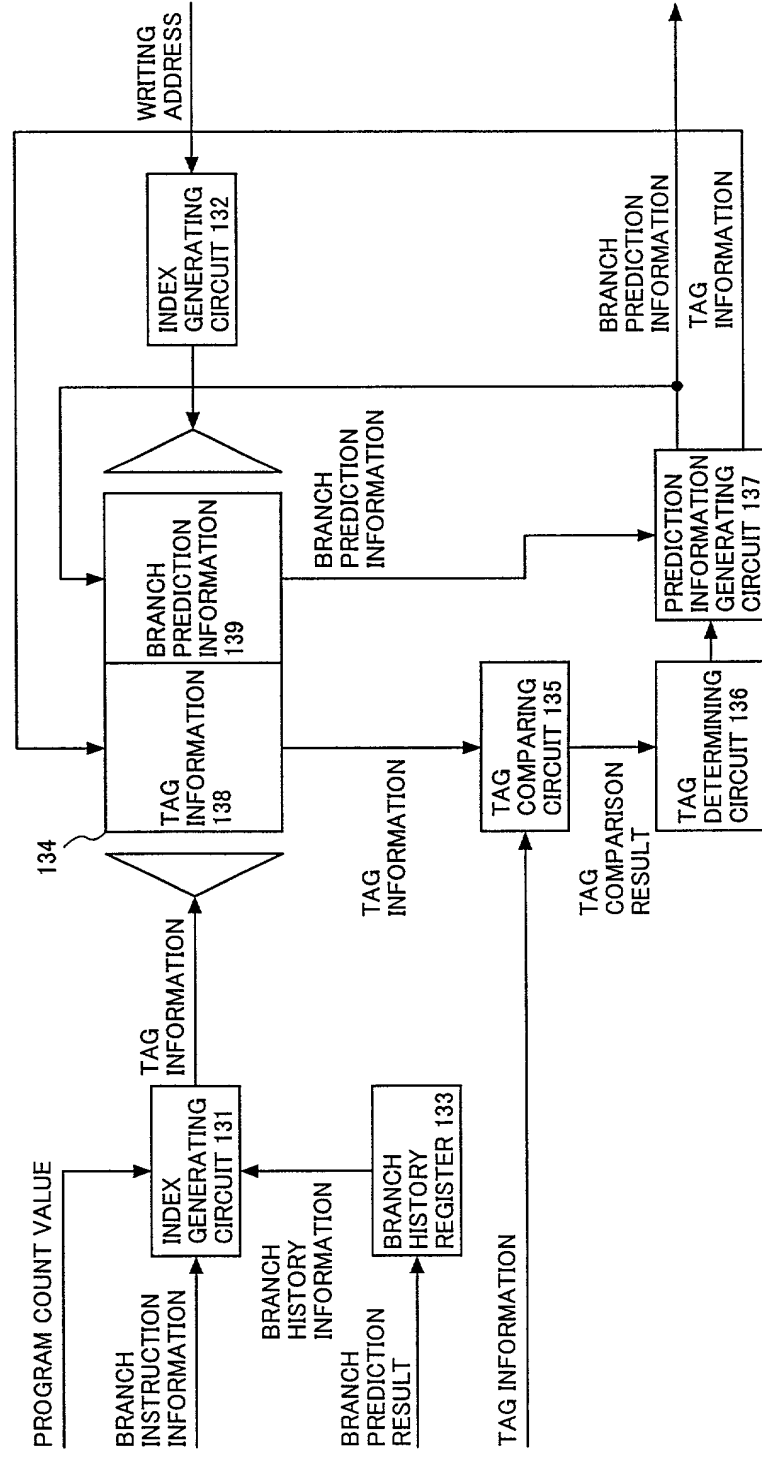 PROGRAM COUNT VALUE
BRANCH
INSTRUCTION
INFORMATION
INDEX
GENERATING
CIRCUIT 131
TAG
INFORMATION
BRANCH
HISTORY
INFORMATION
BRANCH
PREDICTION
RESULT
BRANCH
HISTORY
REGISTER 133
134
TAG
INFORMATION
138
BRANCH
PREDICTION
INFORMATION
139
INDEX
GENERATING
CIRCUIT 132
WRITING
ADDRESS
TAG
INFORMATION
BRANCH
PREDICTION
INFORMATION
TAG INFORMATION
TAG
COMPARING
CIRCUIT 135
TAG
COMPARISON
RESULT
TAG
DETERMINING
CIRCUIT 136
PREDICTION
INFORMATION
GENERATING
CIRCUIT 137
BRANCH
PREDICTION
INFORMATION
TAG
INFORMATION